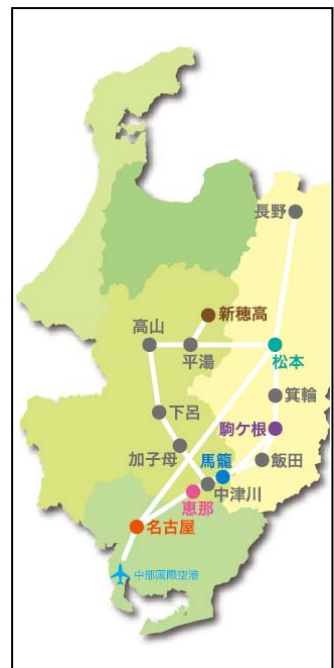 長野
新穂高
高山
平湯
松本
箕輪
下呂
駒ケ根
加子母
馬籠
飯田
中津川
恵那
名古屋
中部国際空港